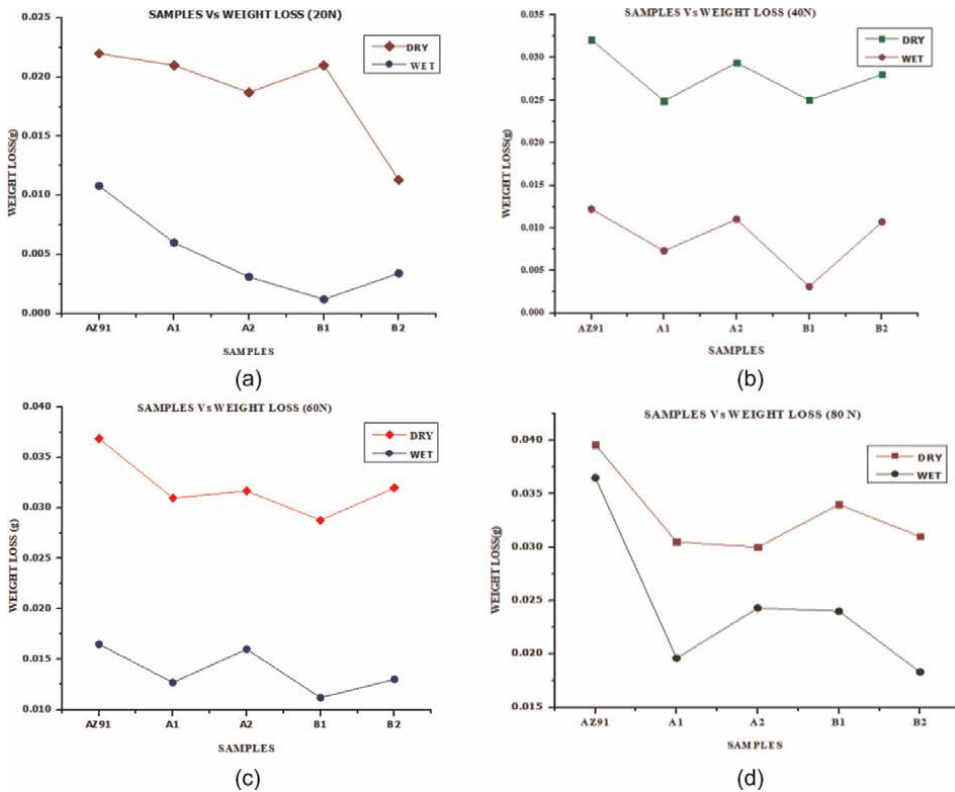 SAMPLES Vs WEIGHT LOSS (20N)
0.025
0.020
0.015
0.010
0.005
0.000
WEIGHT LOSS(g)
DRY
WET
AZ91 A1 A2 B1 B2
SAMPLES
(a)
SAMPLES Vs WEIGHT LOSS (40N)
0.035
0.030
0.025
0.020
0.015
0.010
0.005
0.000
WEIGHT LOSS(g)
DRY
WET
AZ91 A1 A2 B1 B2
SAMPLES
(b)
SAMPLES Vs WEIGHT LOSS (60N)
0.040
0.035
0.030
0.025
0.020
0.015
0.010
WEIGHT LOSS (g)
DRY
WET
AZ91 A1 A2 B1 B2
SAMPLES
(c)
SAMPLES Vs WEIGHT LOSS (80 N)
0.040
0.035
0.030
0.025
0.020
0.015
WEIGHT LOSS(g)
DRY
WET
AZ91 A1 A2 B1 B2
SAMPLES
(d)